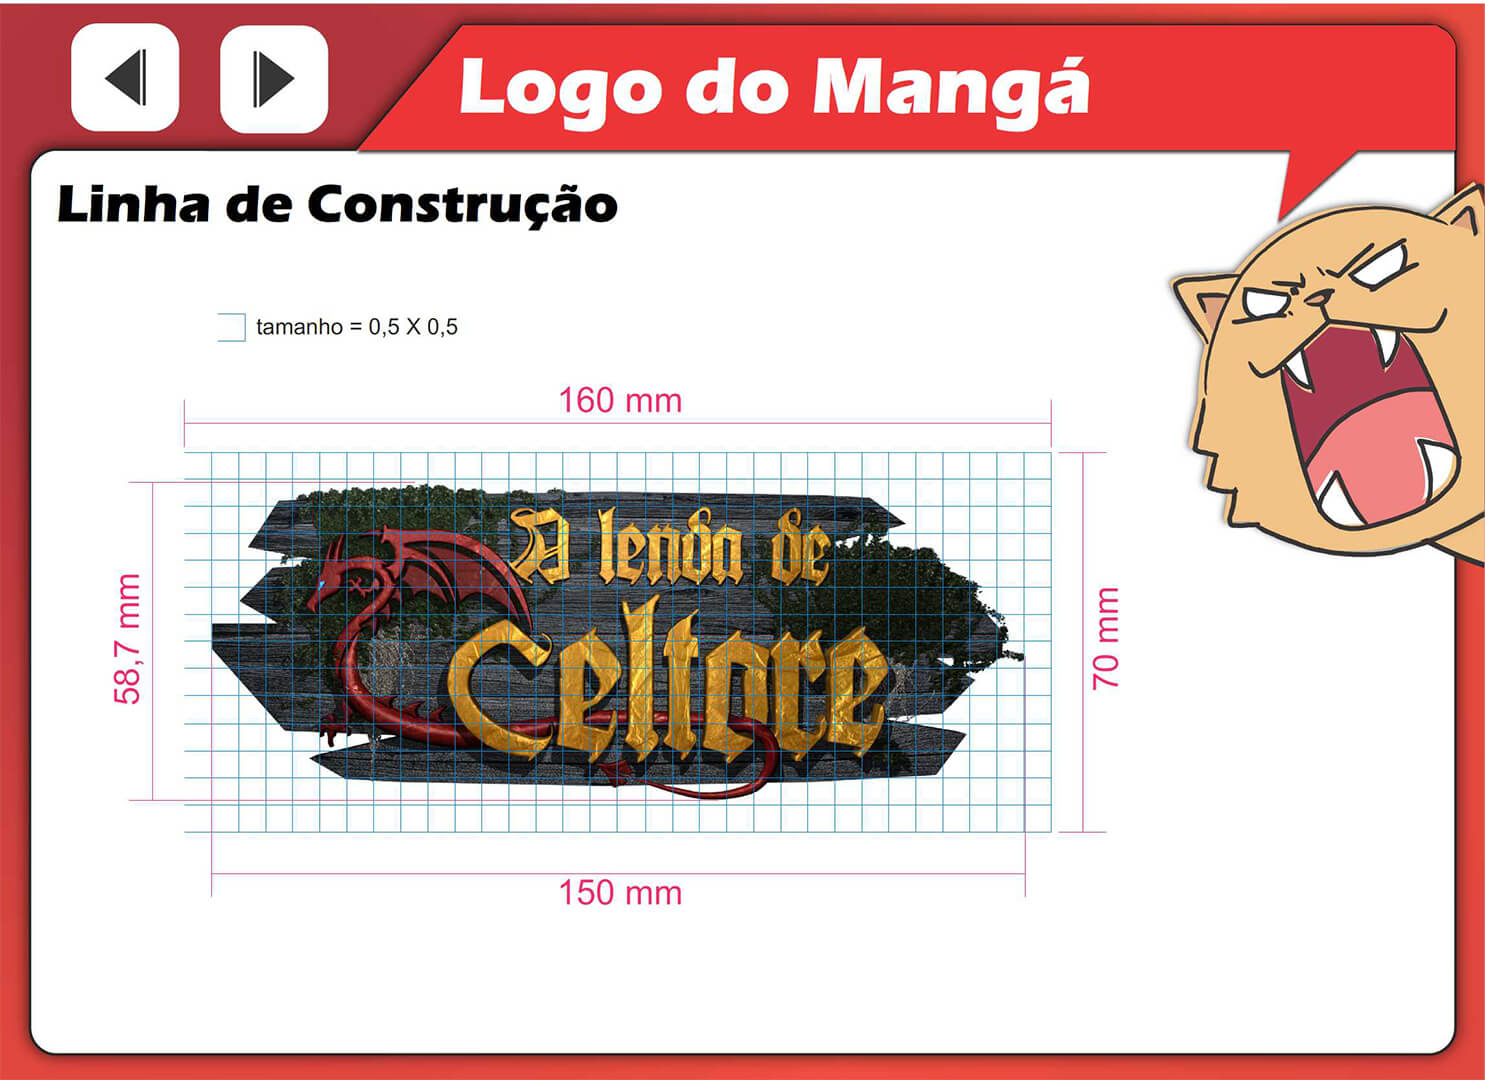 Logo do Mangá
Linha de Construção
tamanho = 0,5 X 0,5
160 mm
58,7 mm
A lenda de
Celtore
70 mm
150 mm